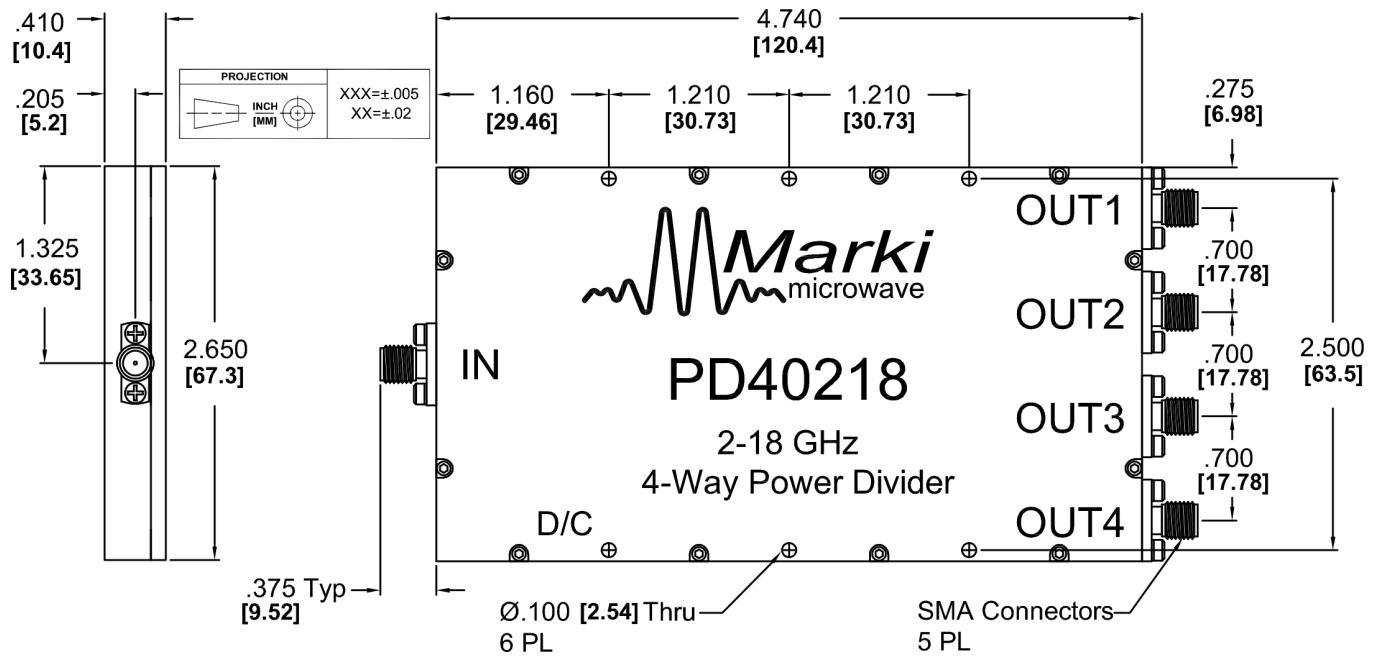 .410
[10.4]
.205
[5.2]
PROJECTION
INCH
[MM]
XXX=±.005
XX=±.02
4.740
[120.4]
1.160
[29.46]
1.210
[30.73]
1.210
[30.73]
.275
[6.98]
1.325
[33.65]
2.650
[67.3]
Marki
microwave
PD40218
2-18 GHz
4-Way Power Divider
IN
D/C
OUT1
OUT2
OUT3
OUT4
.700
[17.78]
.700
[17.78]
.700
[17.78]
2.500
[63.5]
.375 Typ
[9.52]
Ø.100 [2.54] Thru
6 PL
SMA Connectors
5 PL